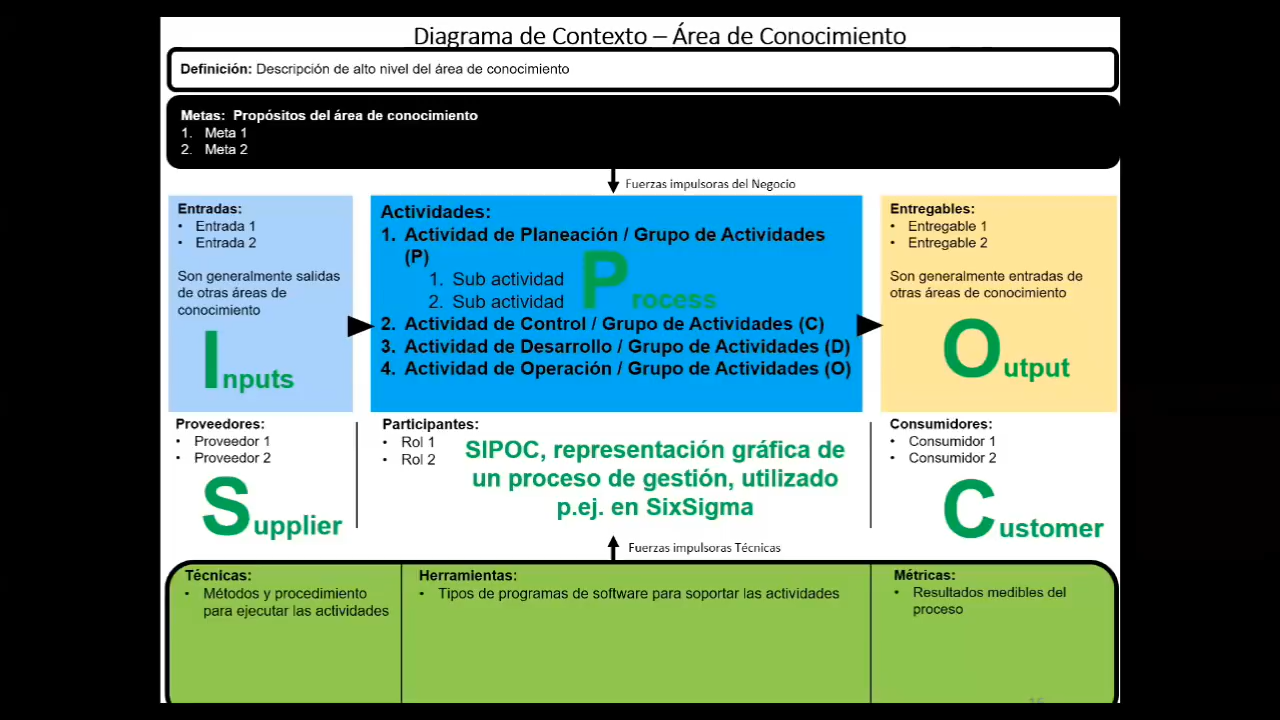 Diagrama de Contexto – Área de Conocimiento
Definición: Descripción de alto nivel del área de conocimiento
Metas: Propósitos del área de conocimiento
1. Meta 1
2. Meta 2
Fuerzas impulsoras del Negocio
Entradas:
• Entrada 1
• Entrada 2
Son generalmente salidas
de otras áreas de
conocimiento
Inputs
Actividades:
1. Actividad de Planeación / Grupo de Actividades
(P)
1. Sub actividad
2. Sub actividad
Process
2. Actividad de Control / Grupo de Actividades (C)
3. Actividad de Desarrollo / Grupo de Actividades (D)
4. Actividad de Operación / Grupo de Actividades (O)
Entregables:
• Entregable 1
• Entregable 2
Son generalmente entradas de
otras áreas de conocimiento
Output
Proveedores:
• Proveedor 1
• Proveedor 2
Supplier
Participantes:
• Rol 1
• Rol 2
SIPOC, representación gráfica de
un proceso de gestión, utilizado
p.ej. en SixSigma
Consumidores:
• Consumidor 1
• Consumidor 2
Customer
Fuerzas impulsoras Técnicas
Técnicas:
• Métodos y procedimiento
para ejecutar las actividades
Herramientas:
• Tipos de programas de software para soportar las actividades
Métricas:
• Resultados medibles del
proceso